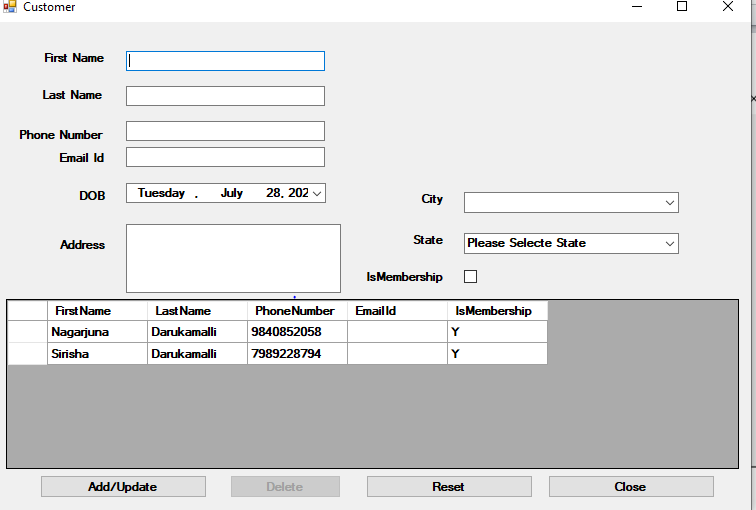 Customer
First Name
Last Name
Phone Number
Email Id
DOB Tuesday , July 28, 202
City
Address
State Please Selecte State
IsMembership
FirstName LastName PhoneNumber EmailId IsMembership
Nagarjuna Darukamalli 9840852058 Y
Sirisha Darukamalli 7989228794 Y
Add/Update Delete Reset Close